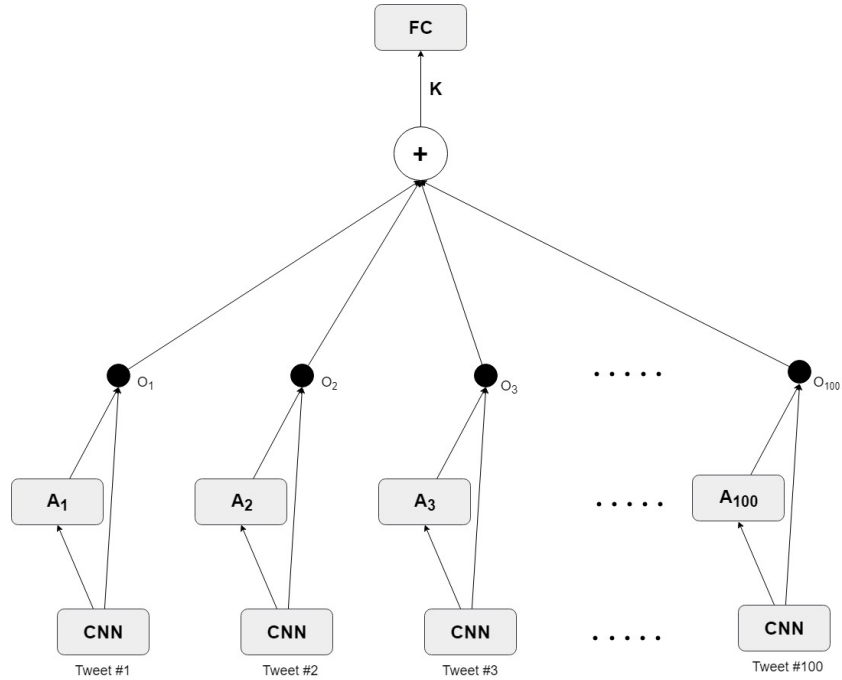 FC
K
+
O1 O2 O3 . . . . . O100
A1 A2 A3 . . . . . A100
CNN CNN CNN . . . . . CNN
Tweet #1 Tweet #2 Tweet #3 Tweet #100